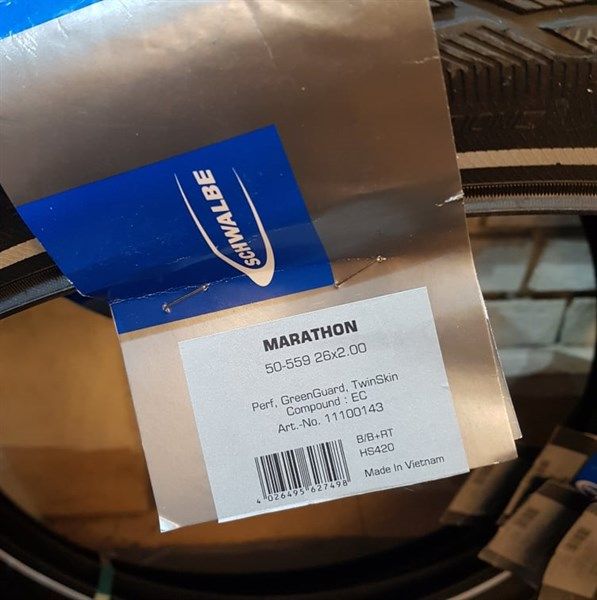 SCHWALBE
MARATHON
50-559 26x2.00
Perf, GreenGuard, TwinSkin
Compound : EC
Art.-No. 11100143
B/B+RT
HS420
Made In Vietnam
4 026495 627498